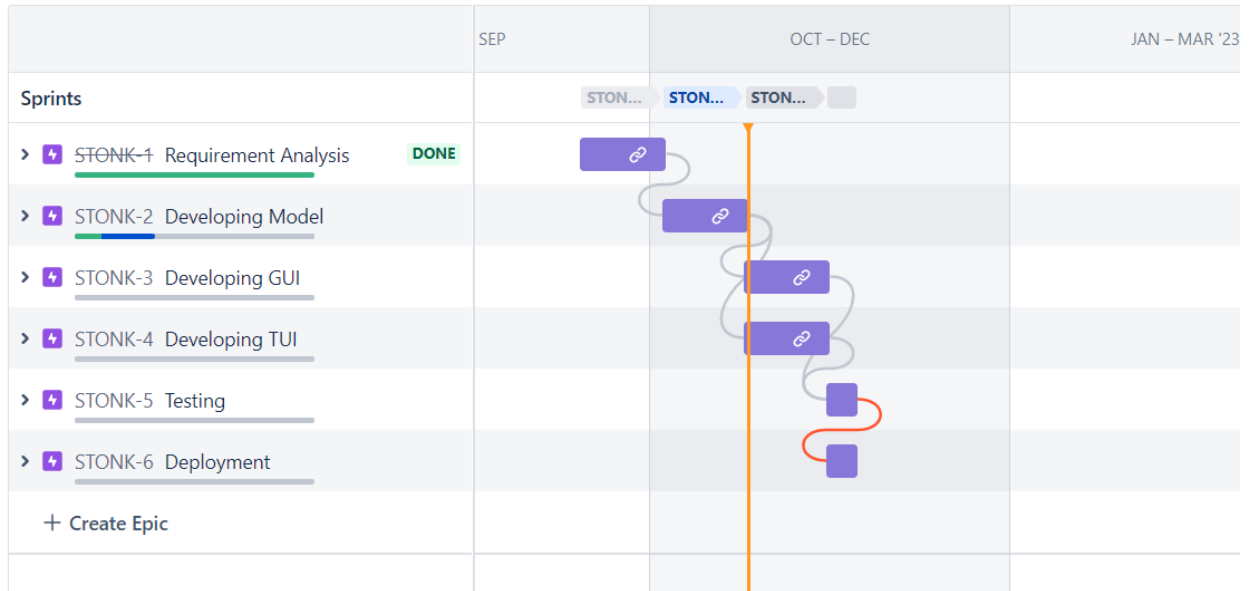 SEP OCT – DEC JAN – MAR '23
Sprints STON... STON... STON...
STONK-1 Requirement Analysis DONE
STONK-2 Developing Model
STONK-3 Developing GUI
STONK-4 Developing TUI
STONK-5 Testing
STONK-6 Deployment
+ Create Epic